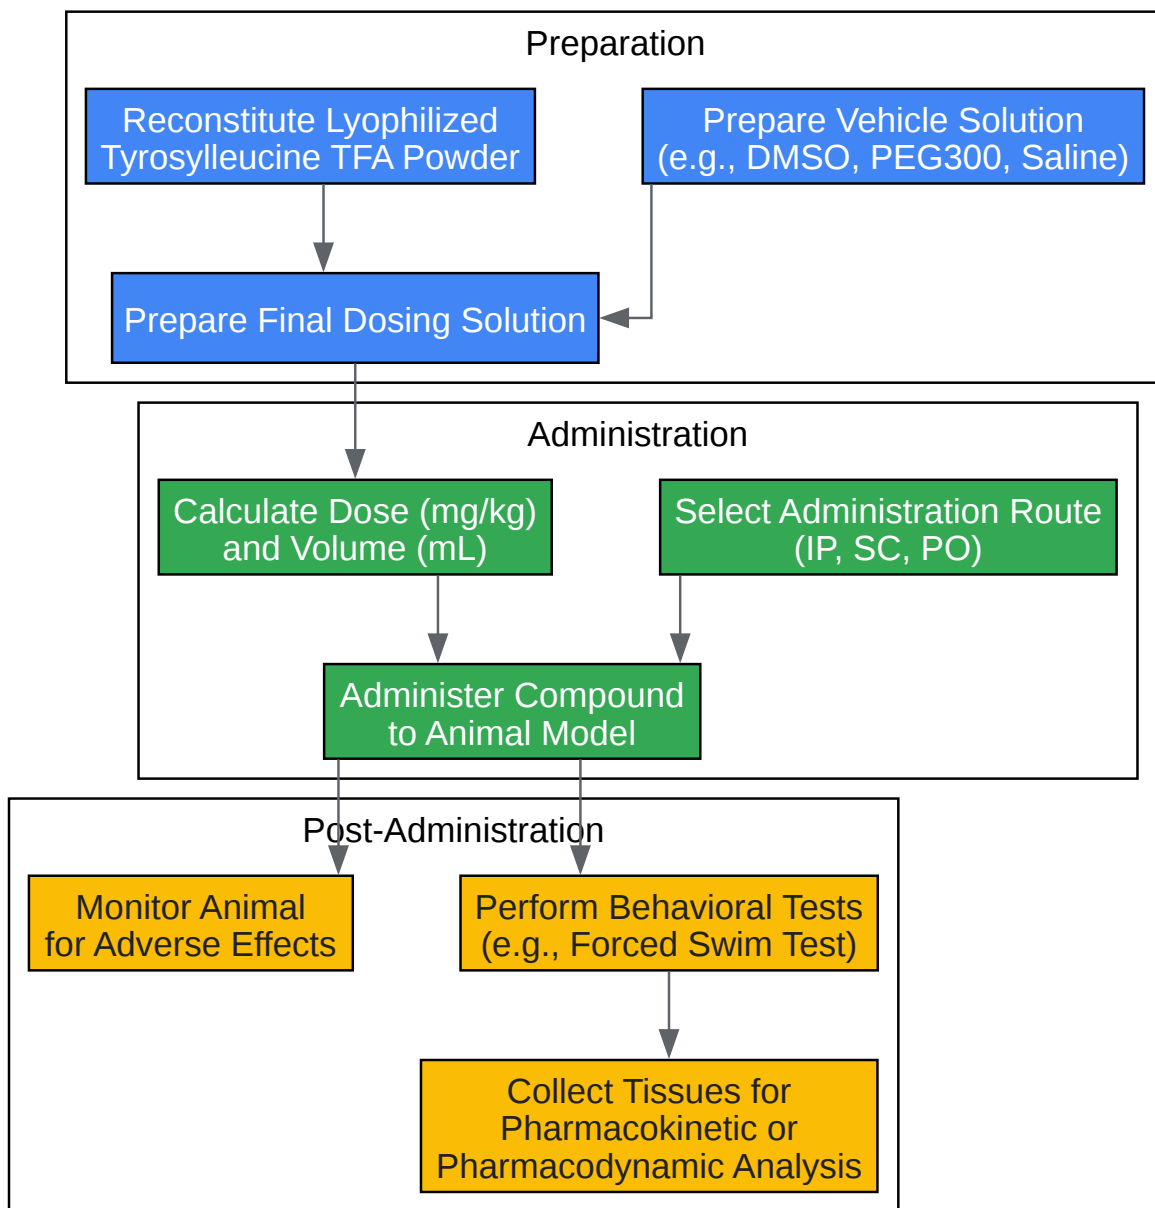 Preparation
Reconstitute Lyophilized
Tyrosylleucine TFA Powder
Prepare Vehicle Solution
(e.g., DMSO, PEG300, Saline)
Prepare Final Dosing Solution
Administration
Calculate Dose (mg/kg)
and Volume (mL)
Select Administration Route
(IP, SC, PO)
Administer Compound
to Animal Model
Post-Administration
Monitor Animal
for Adverse Effects
Perform Behavioral Tests
(e.g., Forced Swim Test)
Collect Tissues for
Pharmacokinetic or
Pharmacodynamic Analysis